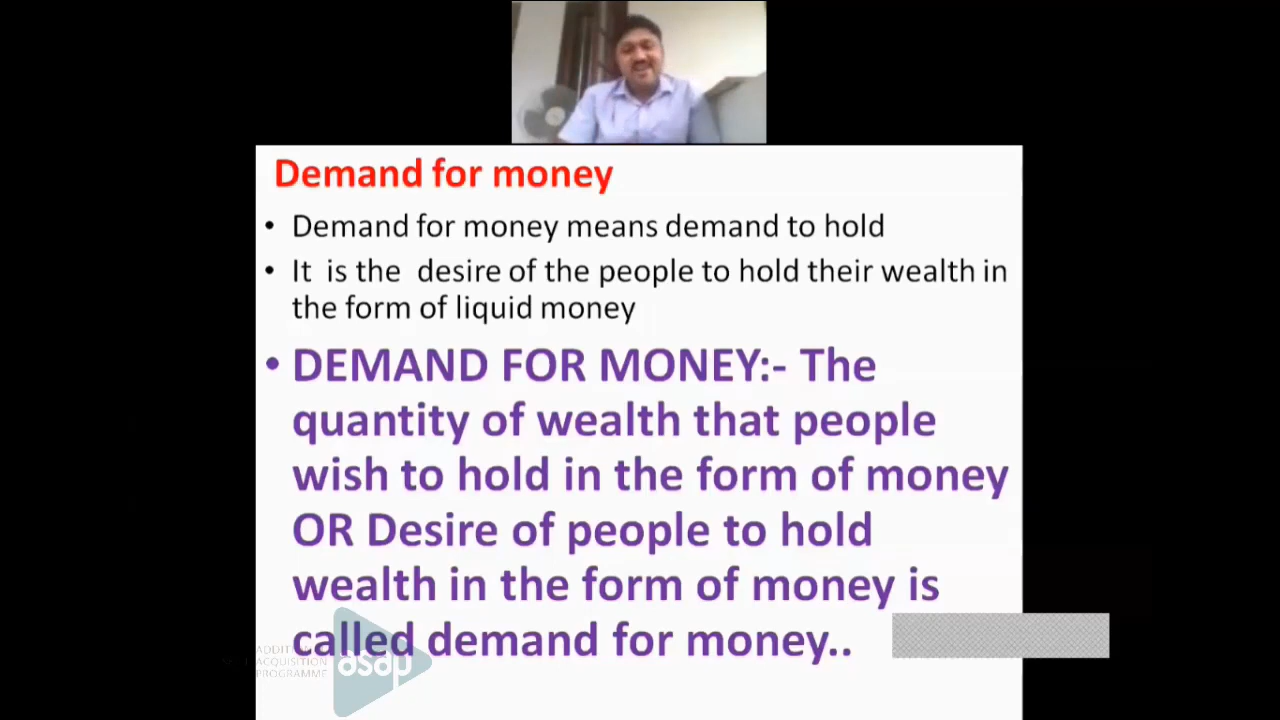 Demand for money
• Demand for money means demand to hold
• It is the desire of the people to hold their wealth in
the form of liquid money
• DEMAND FOR MONEY:- The
quantity of wealth that people
wish to hold in the form of money
OR Desire of people to hold
wealth in the form of money is
called demand for money..
ACQUISITION
PROGRAMME
asap